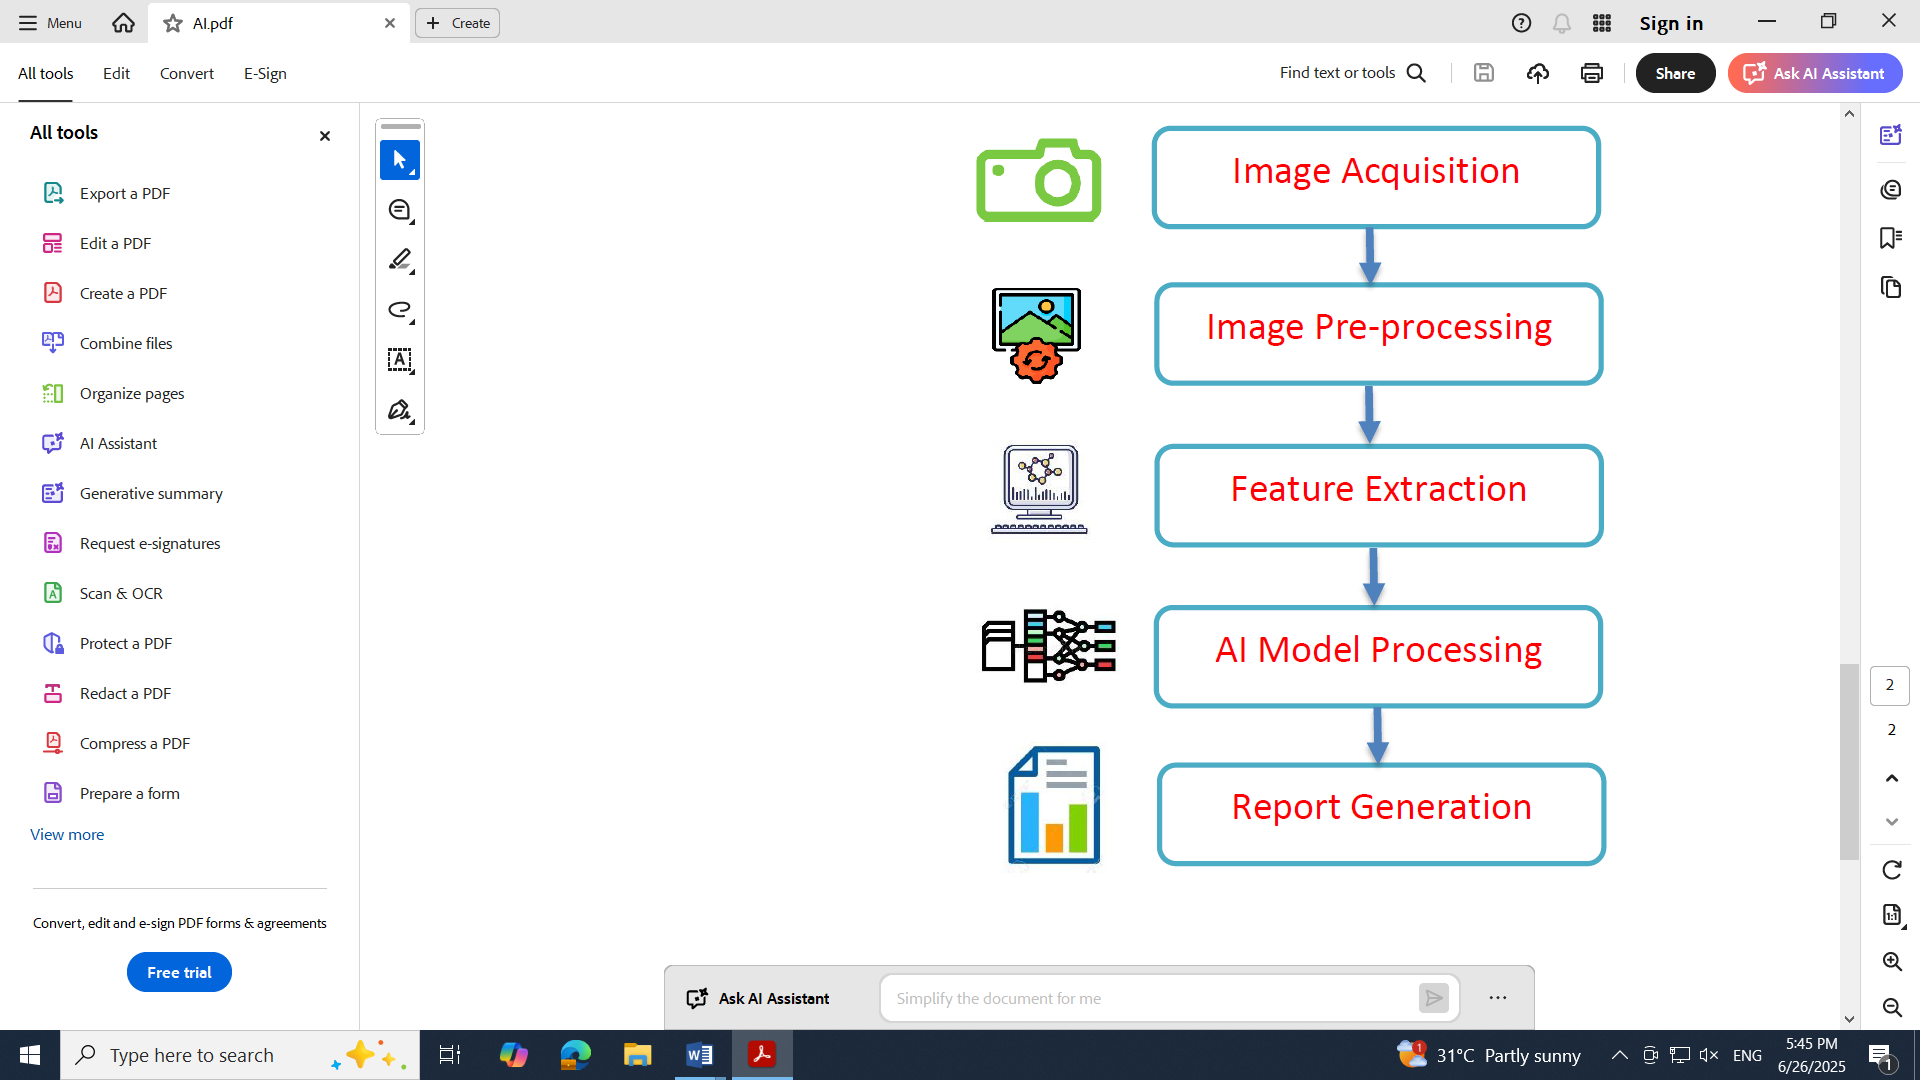 Menu
AI.pdf
Create
Sign in
All tools
Edit
Convert
E-Sign
Find text or tools
Share
Ask AI Assistant
All tools
Export a PDF
Edit a PDF
Create a PDF
Combine files
Organize pages
AI Assistant
Generative summary
Request e-signatures
Scan & OCR
Protect a PDF
Redact a PDF
Compress a PDF
Prepare a form
View more
Convert, edit and e-sign PDF forms & agreements
Free trial
Image Acquisition
Image Pre-processing
Feature Extraction
AI Model Processing
Report Generation
2
2
Ask AI Assistant
Simplify the document for me
Type here to search
1
31°C Partly sunny
ENG
5:45 PM
6/26/2025
1